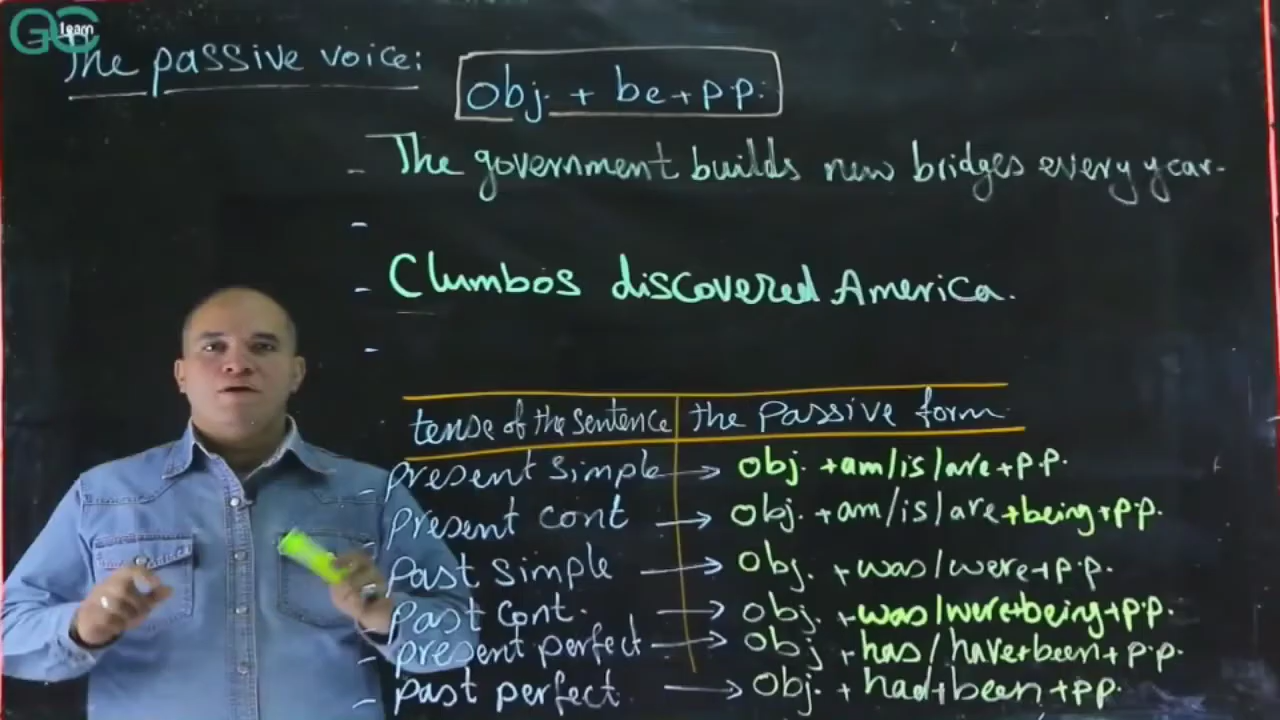 GC team
The passive voice:
obj. + be + p.p.
- The government builds new bridges every year.
-
- Clumbos discovered America.
-
tense of the sentence the passive form
- present simple → obj. + am/is/are + p.p.
- present cont → obj. + am/is/are + being + p.p.
- past simple → obj. + was/were + p.p.
- past cont. → obj. + was/were + being + p.p.
- present perfect → obj + has/have + been + p.p.
- past perfect. → obj. + had + been + pp.